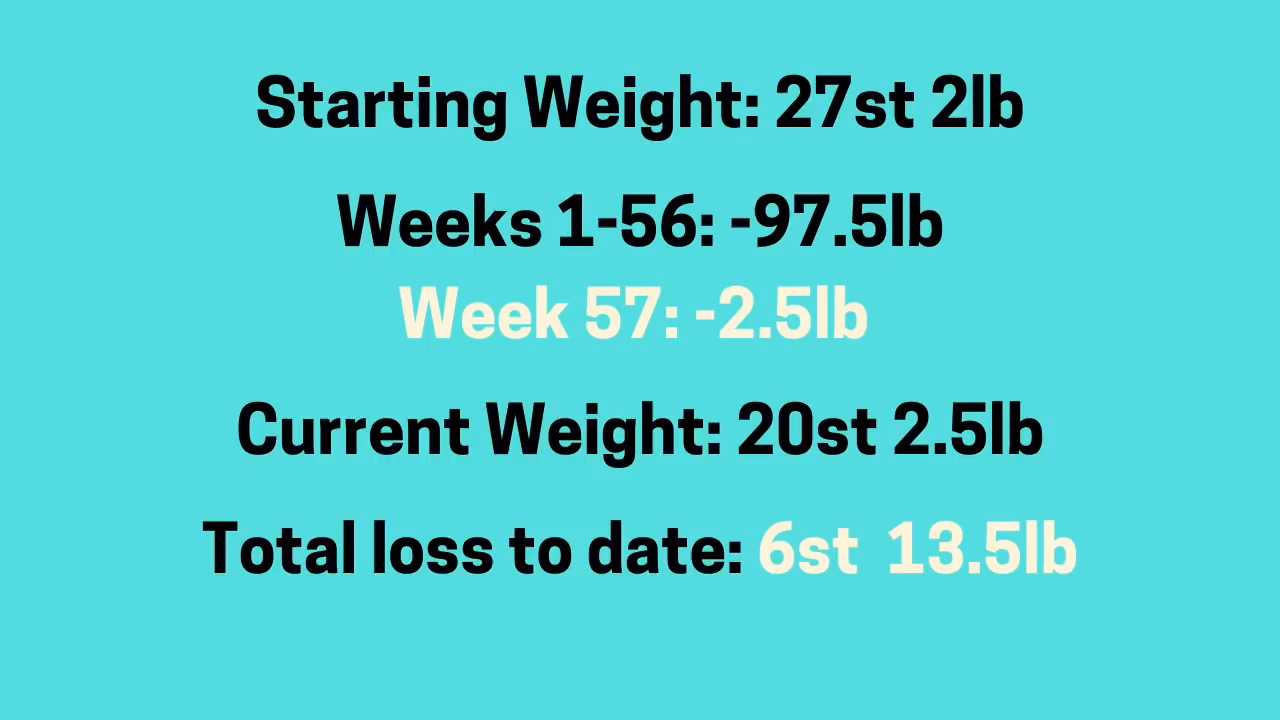 Starting Weight: 27st 2lb
Weeks 1-56: -97.5lb
Week 57: -2.5lb
Current Weight: 20st 2.5lb
Total loss to date: 6st 13.5lb